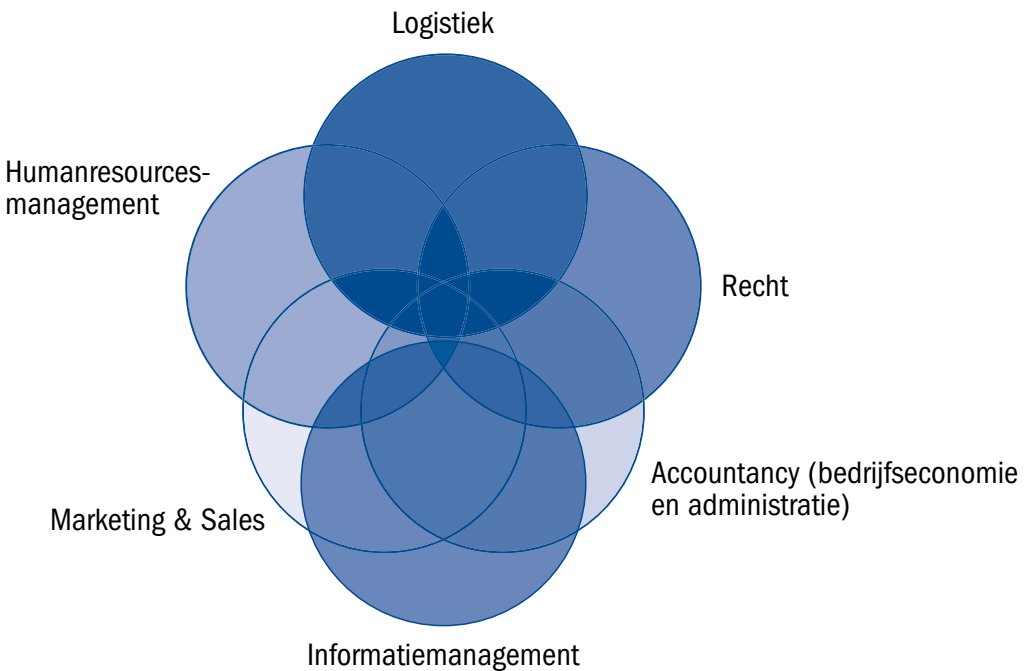 Logistiek
Humanresources-
management
Recht
Accountancy (bedrijfseconomie
en administratie)
Marketing & Sales
Informatiemanagement